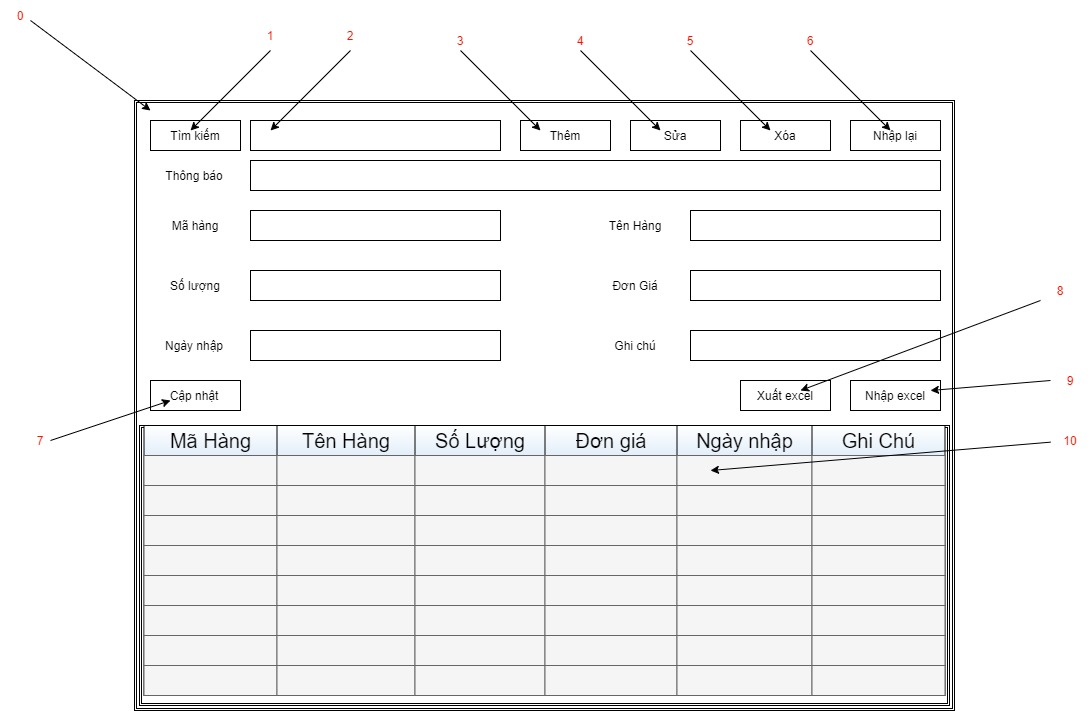 0
1 2 3 4 5 6
Tìm kiếm Thêm Sửa Xóa Nhập lại
Thông báo
Mã hàng Tên Hàng
Số lượng Đơn Giá
8
Ngày nhập Ghi chú
9
Cập nhật Xuất excel Nhập excel
7 10
Mã Hàng Tên Hàng Số Lượng Đơn giá Ngày nhập Ghi Chú